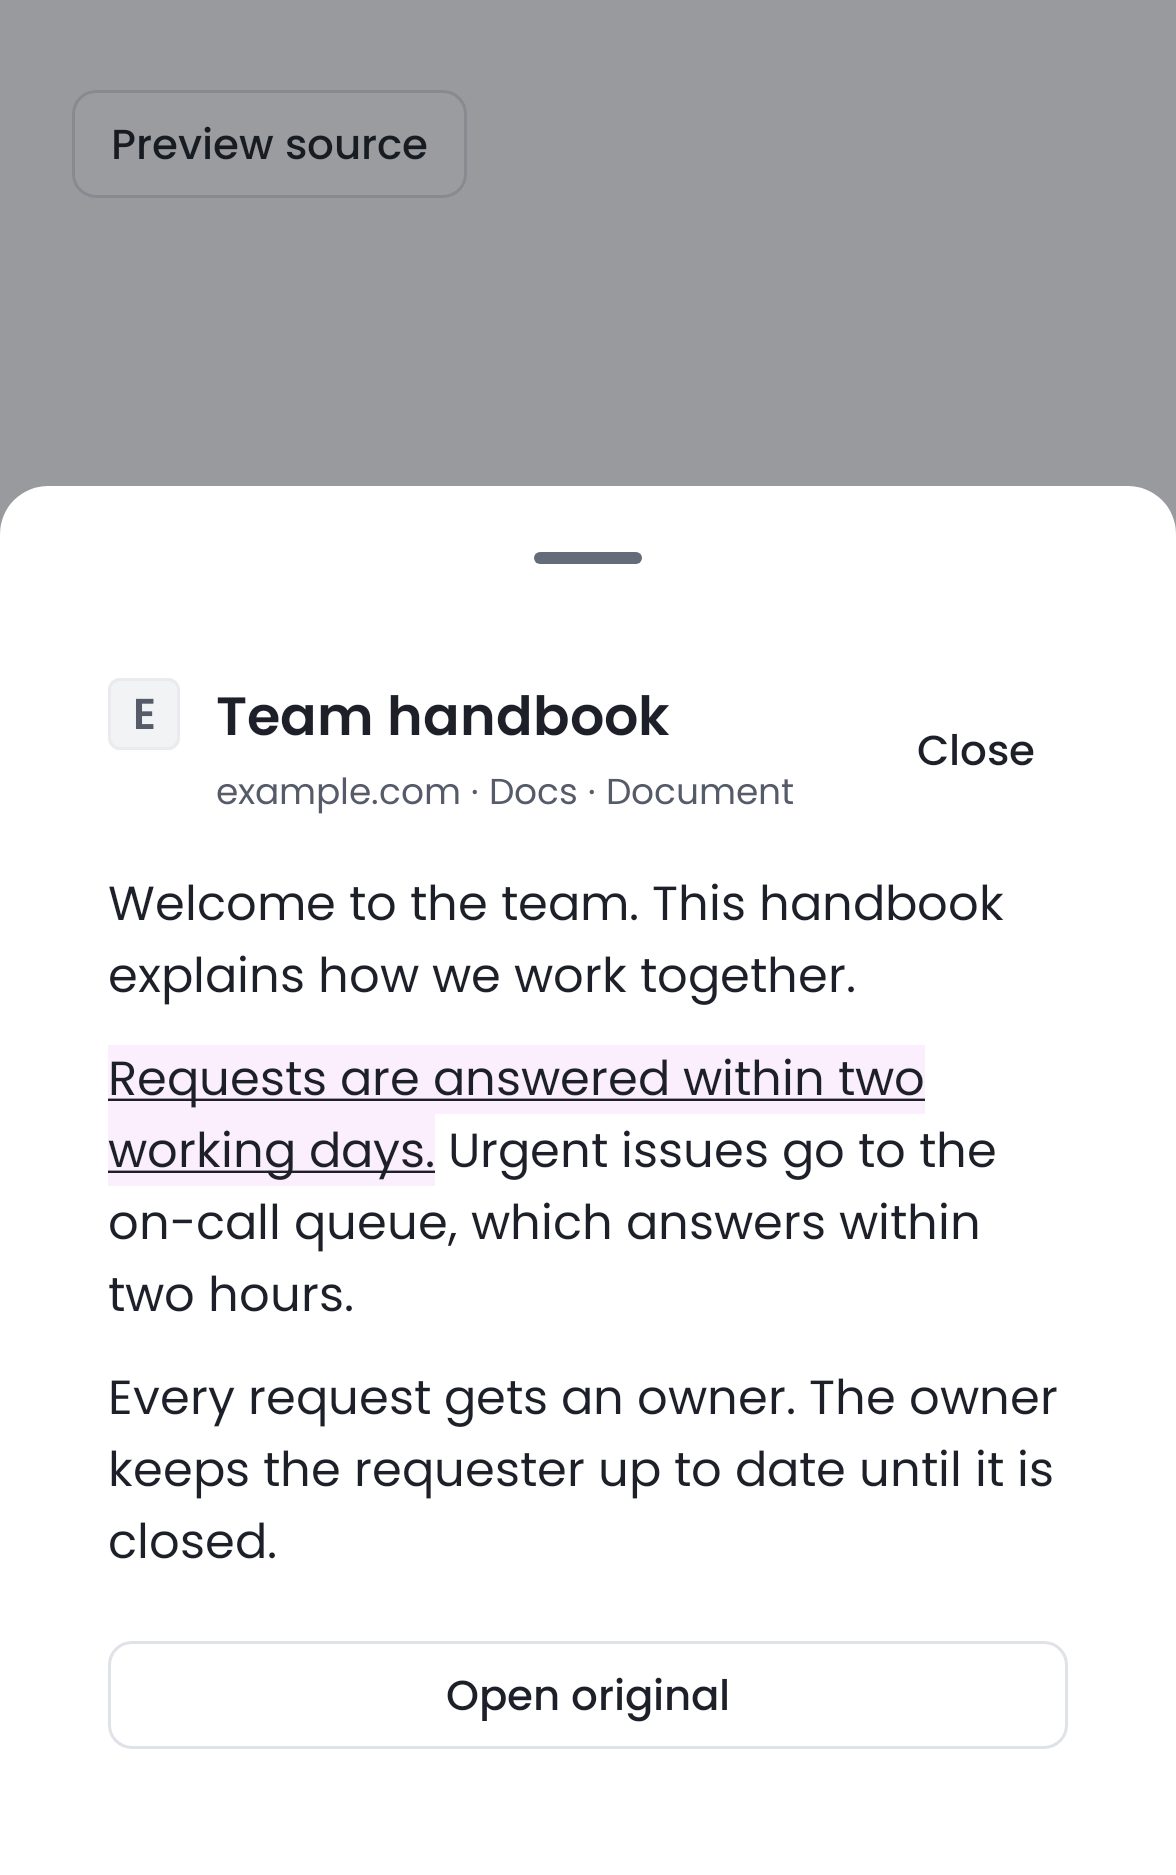 Preview source
E
Team handbook
Close
example.com · Docs · Document
Welcome to the team. This handbook
explains how we work together.
Requests are answered within two
working days. Urgent issues go to the
on-call queue, which answers within
two hours.
Every request gets an owner. The owner
keeps the requester up to date until it is
closed.
Open original